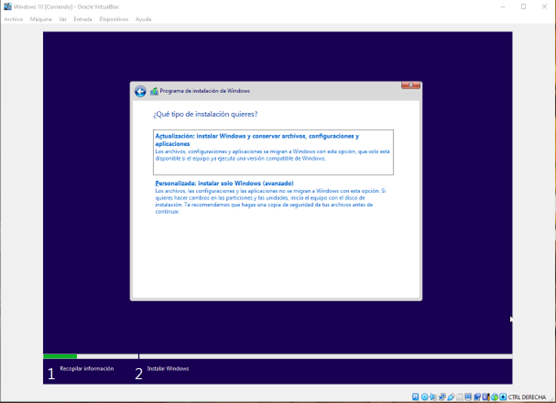 Windows 10 [Corriendo] - Oracle VirtualBox
Archivo Máquina Ver Entrada Dispositivos Ayuda
Programa de instalación de Windows
¿Qué tipo de instalación quieres?
Actualización: instalar Windows y conservar archivos, configuraciones y
aplicaciones
Los archivos, configuraciones y aplicaciones se migran a Windows con esta opción, que solo está
disponible si el equipo ya ejecuta una versión compatible de Windows.
Personalizada: instalar solo Windows (avanzado)
Los archivos, las configuraciones y las aplicaciones no se migran a Windows con esta opción. Si
quieres hacer cambios en las particiones y las unidades, inicia el equipo con el disco de
instalación. Te recomendamos que hagas una copia de seguridad de tus archivos antes de
continuar.
1 Recopilar información 2 Instalar Windows
CTRL DERECHA